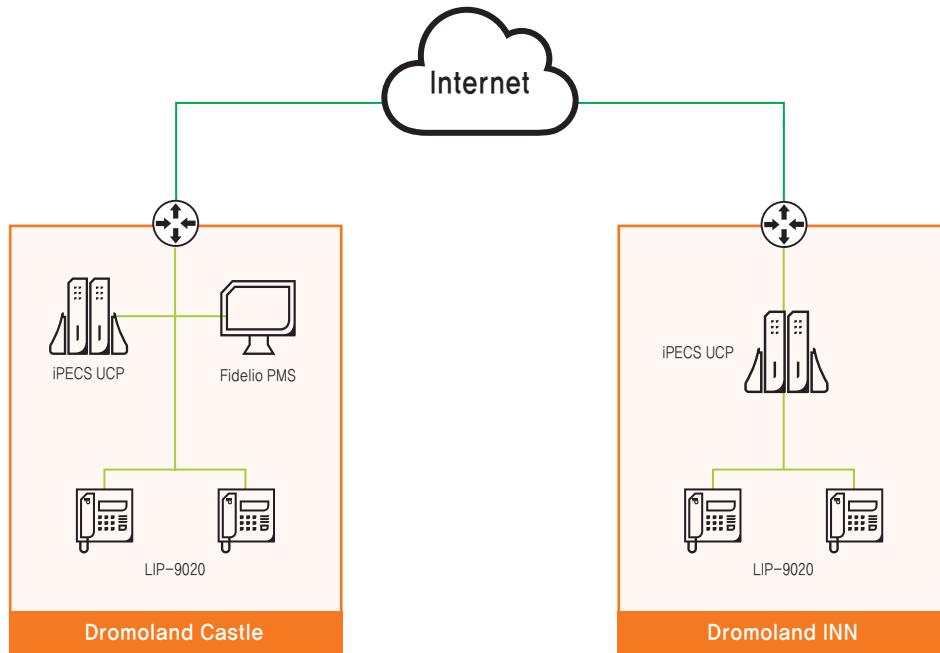 Internet
iPECS UCP
Fidelio PMS
LIP-9020
Dromoland Castle
iPECS UCP
LIP-9020
Dromoland INN